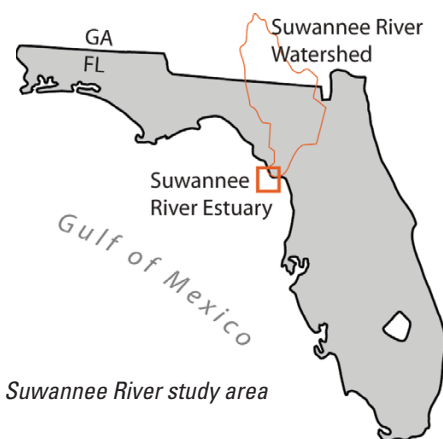 GA
FL
Suwannee River
Watershed
Suwannee
River Estuary
Gulf of Mexico
Suwannee River study area